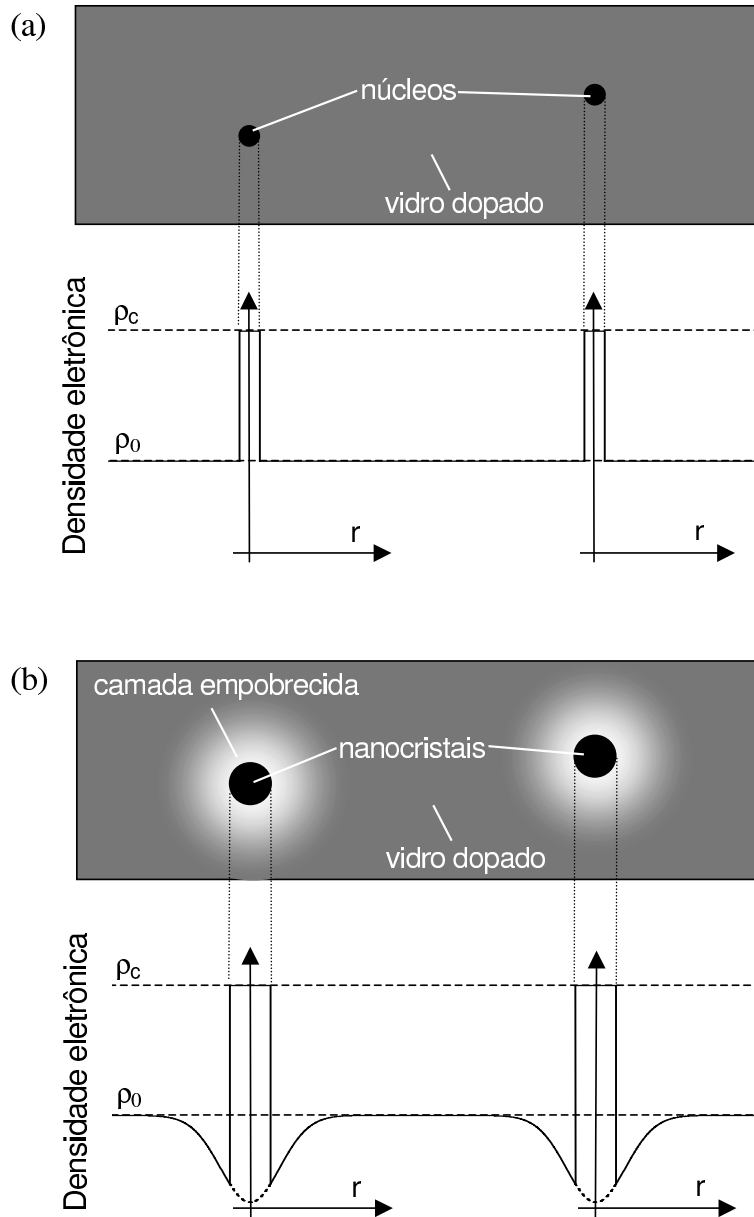 (a)
núcleos
vidro dopado
Densidade eletrônica
ρc
ρ0
r
r
(b)
camada empobrecida
nanocristais
vidro dopado
Densidade eletrônica
ρc
ρ0
r
r